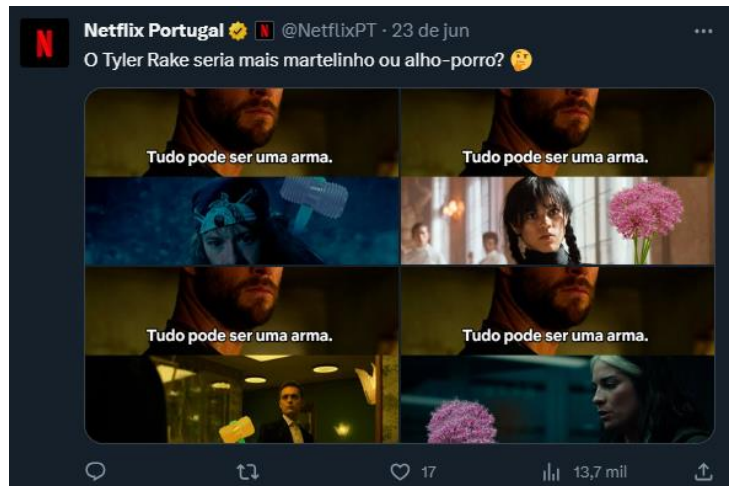 Netflix Portugal N @NetflixPT · 23 de jun
O Tyler Rake seria mais martelinho ou alho-porro? 🤔
Tudo pode ser uma arma.
Tudo pode ser uma arma.
Tudo pode ser uma arma.
Tudo pode ser uma arma.
17
13,7 mil